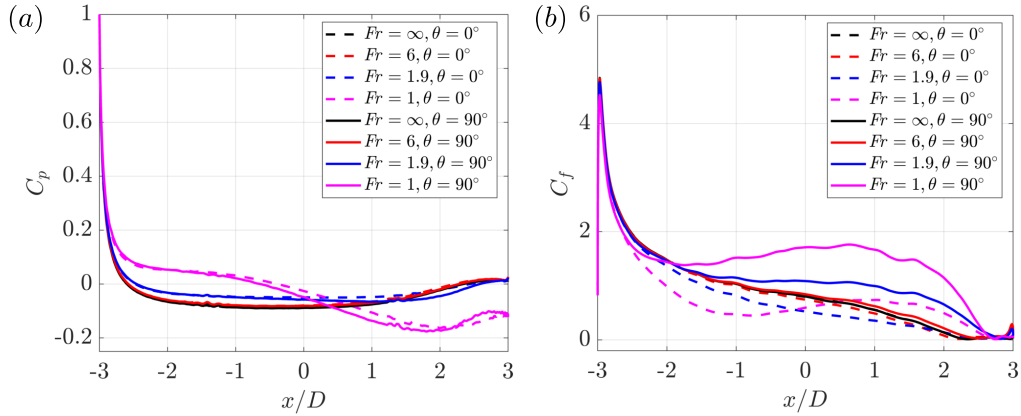 (a)
1
0.8
0.6
0.4
0.2
0
-0.2
C_p
-3 -2 -1 0 1 2 3
x/D
Fr = ∞, θ = 0°
Fr = 6, θ = 0°
Fr = 1.9, θ = 0°
Fr = 1, θ = 0°
Fr = ∞, θ = 90°
Fr = 6, θ = 90°
Fr = 1.9, θ = 90°
Fr = 1, θ = 90°
(b)
6
4
2
0
C_f
-3 -2 -1 0 1 2 3
x/D
Fr = ∞, θ = 0°
Fr = 6, θ = 0°
Fr = 1.9, θ = 0°
Fr = 1, θ = 0°
Fr = ∞, θ = 90°
Fr = 6, θ = 90°
Fr = 1.9, θ = 90°
Fr = 1, θ = 90°